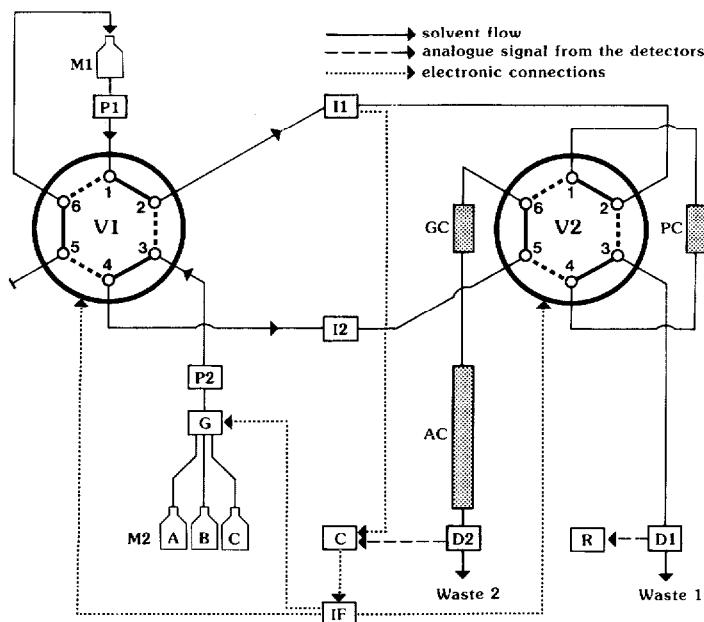 solvent flow
analogue signal from the detectors
electronic connections
M1
P1
I1
1
2
3
4
5
6
V1
1
2
3
4
5
6
V2
GC
PC
I2
P2
G
AC
M2
A
B
C
C
D2
R
D1
Waste 2
Waste 1
IF